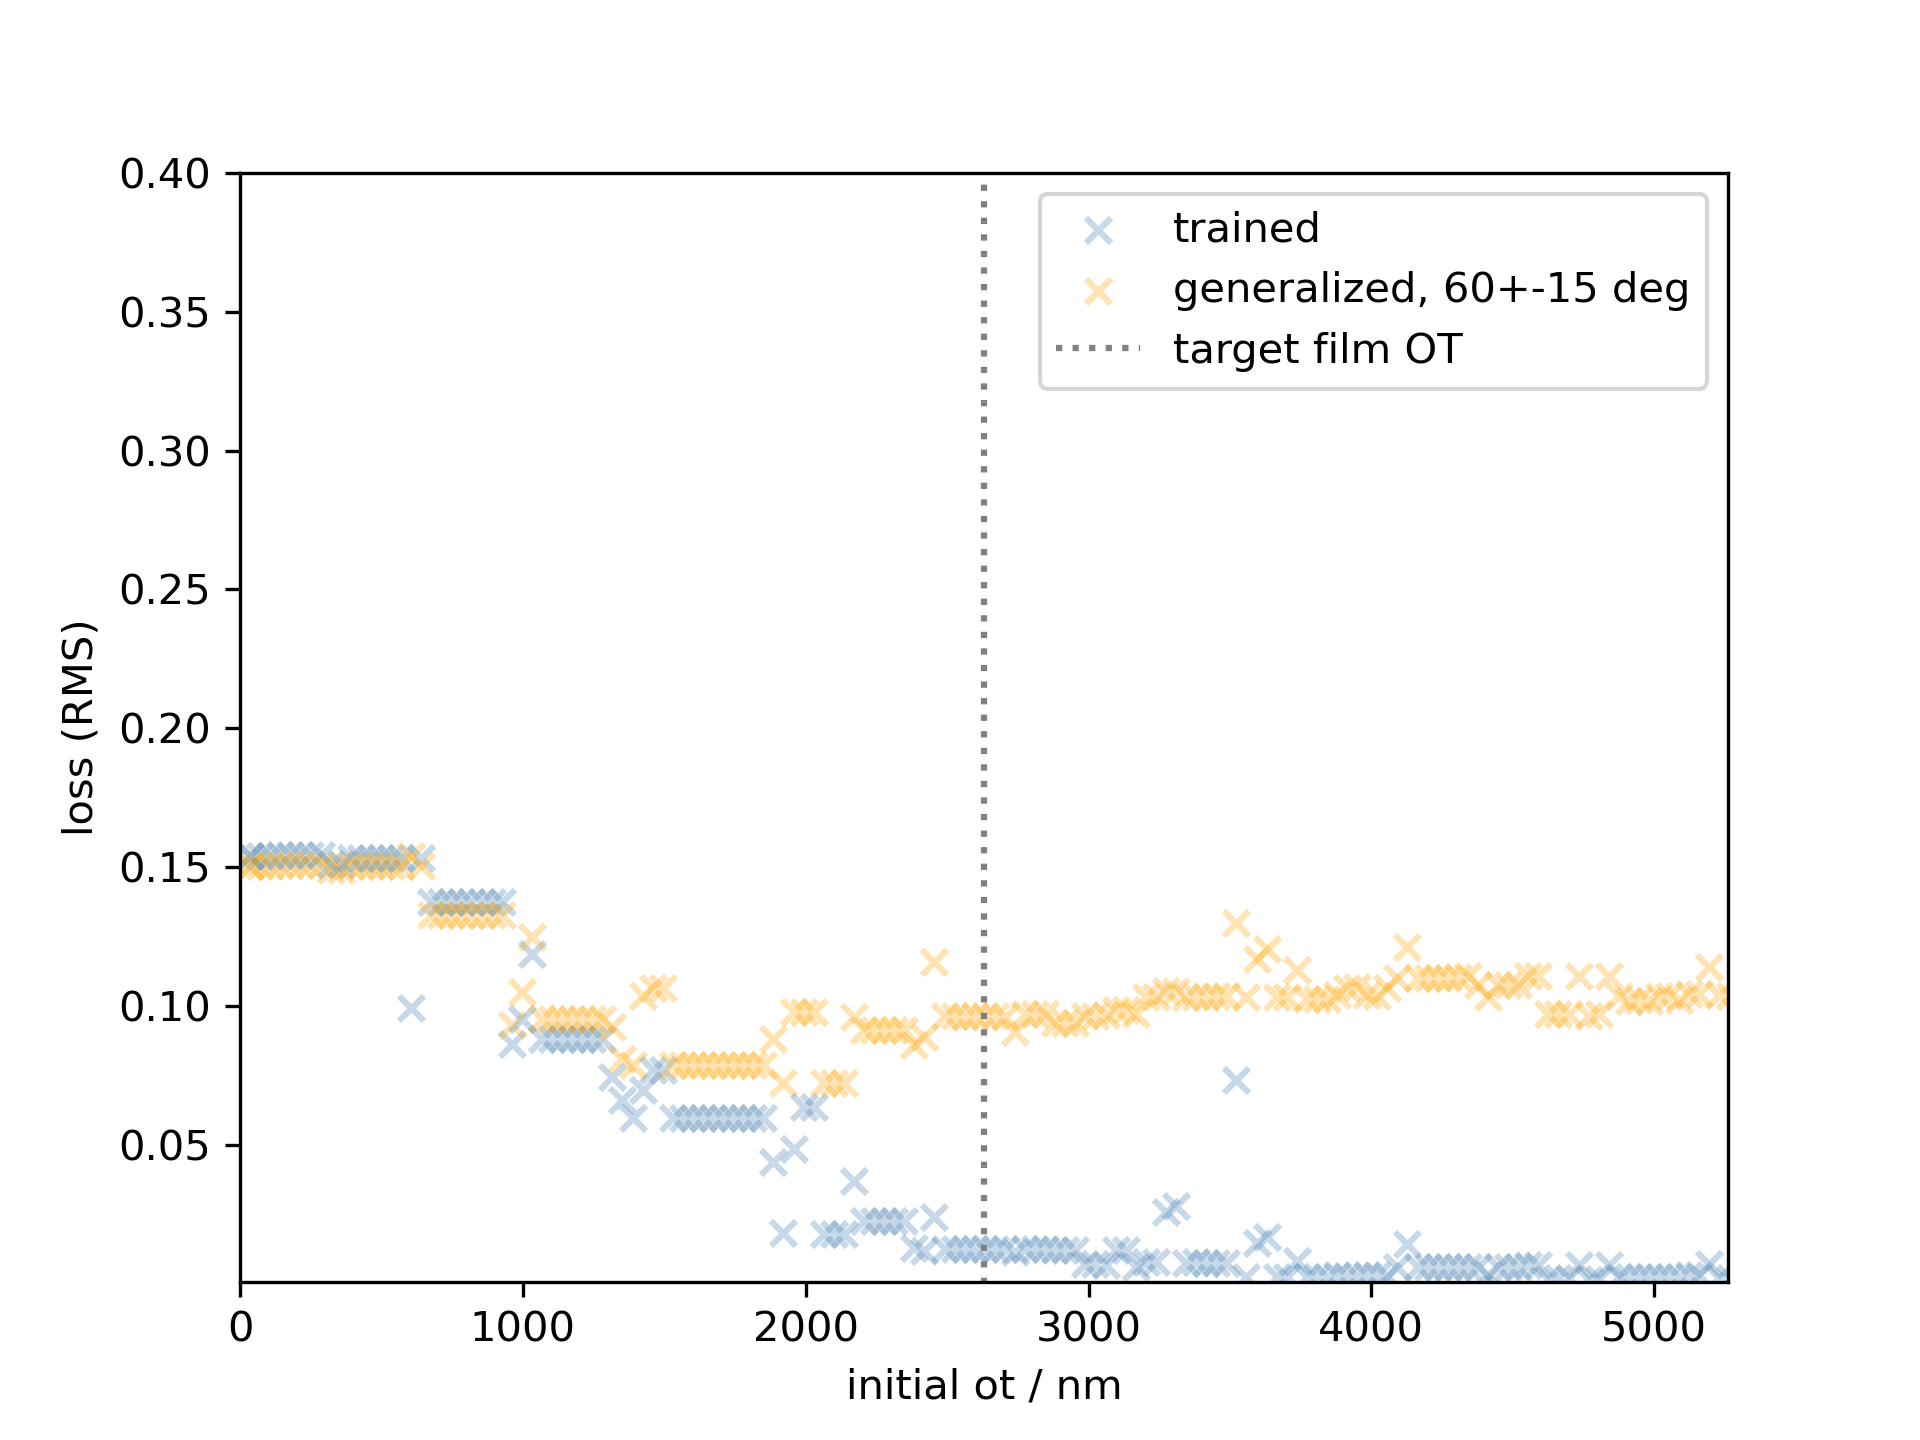 0.40
0.35
0.30
0.25
0.20
0.15
0.10
0.05
loss (RMS)
trained
generalized, 60+-15 deg
target film OT
0 1000 2000 3000 4000 5000
initial ot / nm